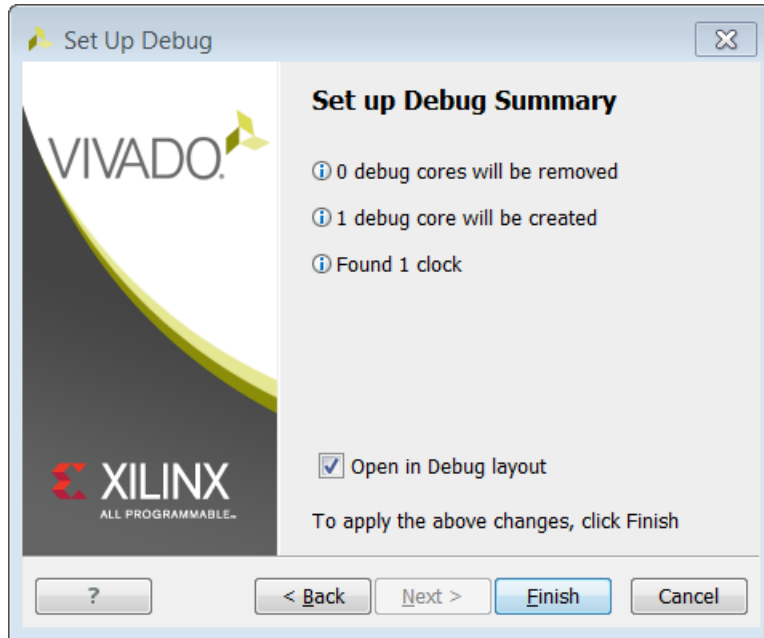 Set Up Debug
VIVADO.
Set up Debug Summary
0 debug cores will be removed
1 debug core will be created
Found 1 clock
Open in Debug layout
XILINX
ALL PROGRAMMABLE™
To apply the above changes, click Finish
?
< Back
Next >
Finish
Cancel